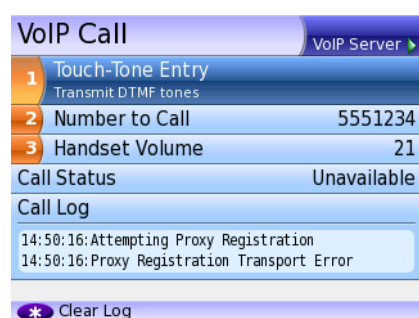 VoIP Call
VoIP Server
1 Touch-Tone Entry
Transmit DTMF tones
2 Number to Call 5551234
3 Handset Volume 21
Call Status Unavailable
Call Log
14:50:16:Attempting Proxy Registration
14:50:16:Proxy Registration Transport Error
* Clear Log